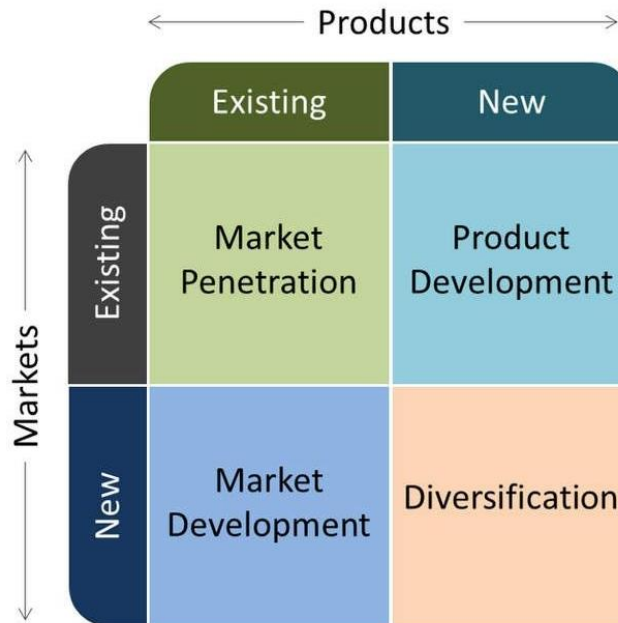 Products
Existing
New
Markets
Existing
Market
Penetration
Product
Development
New
Market
Development
Diversification